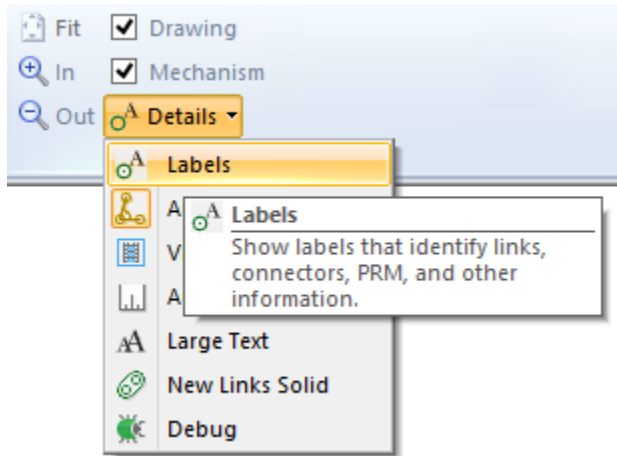 Fit
Drawing
In
Mechanism
Out
Details
Labels
A
Labels
V
Show labels that identify links,
connectors, PRM, and other
A
information.
Large Text
New Links Solid
Debug